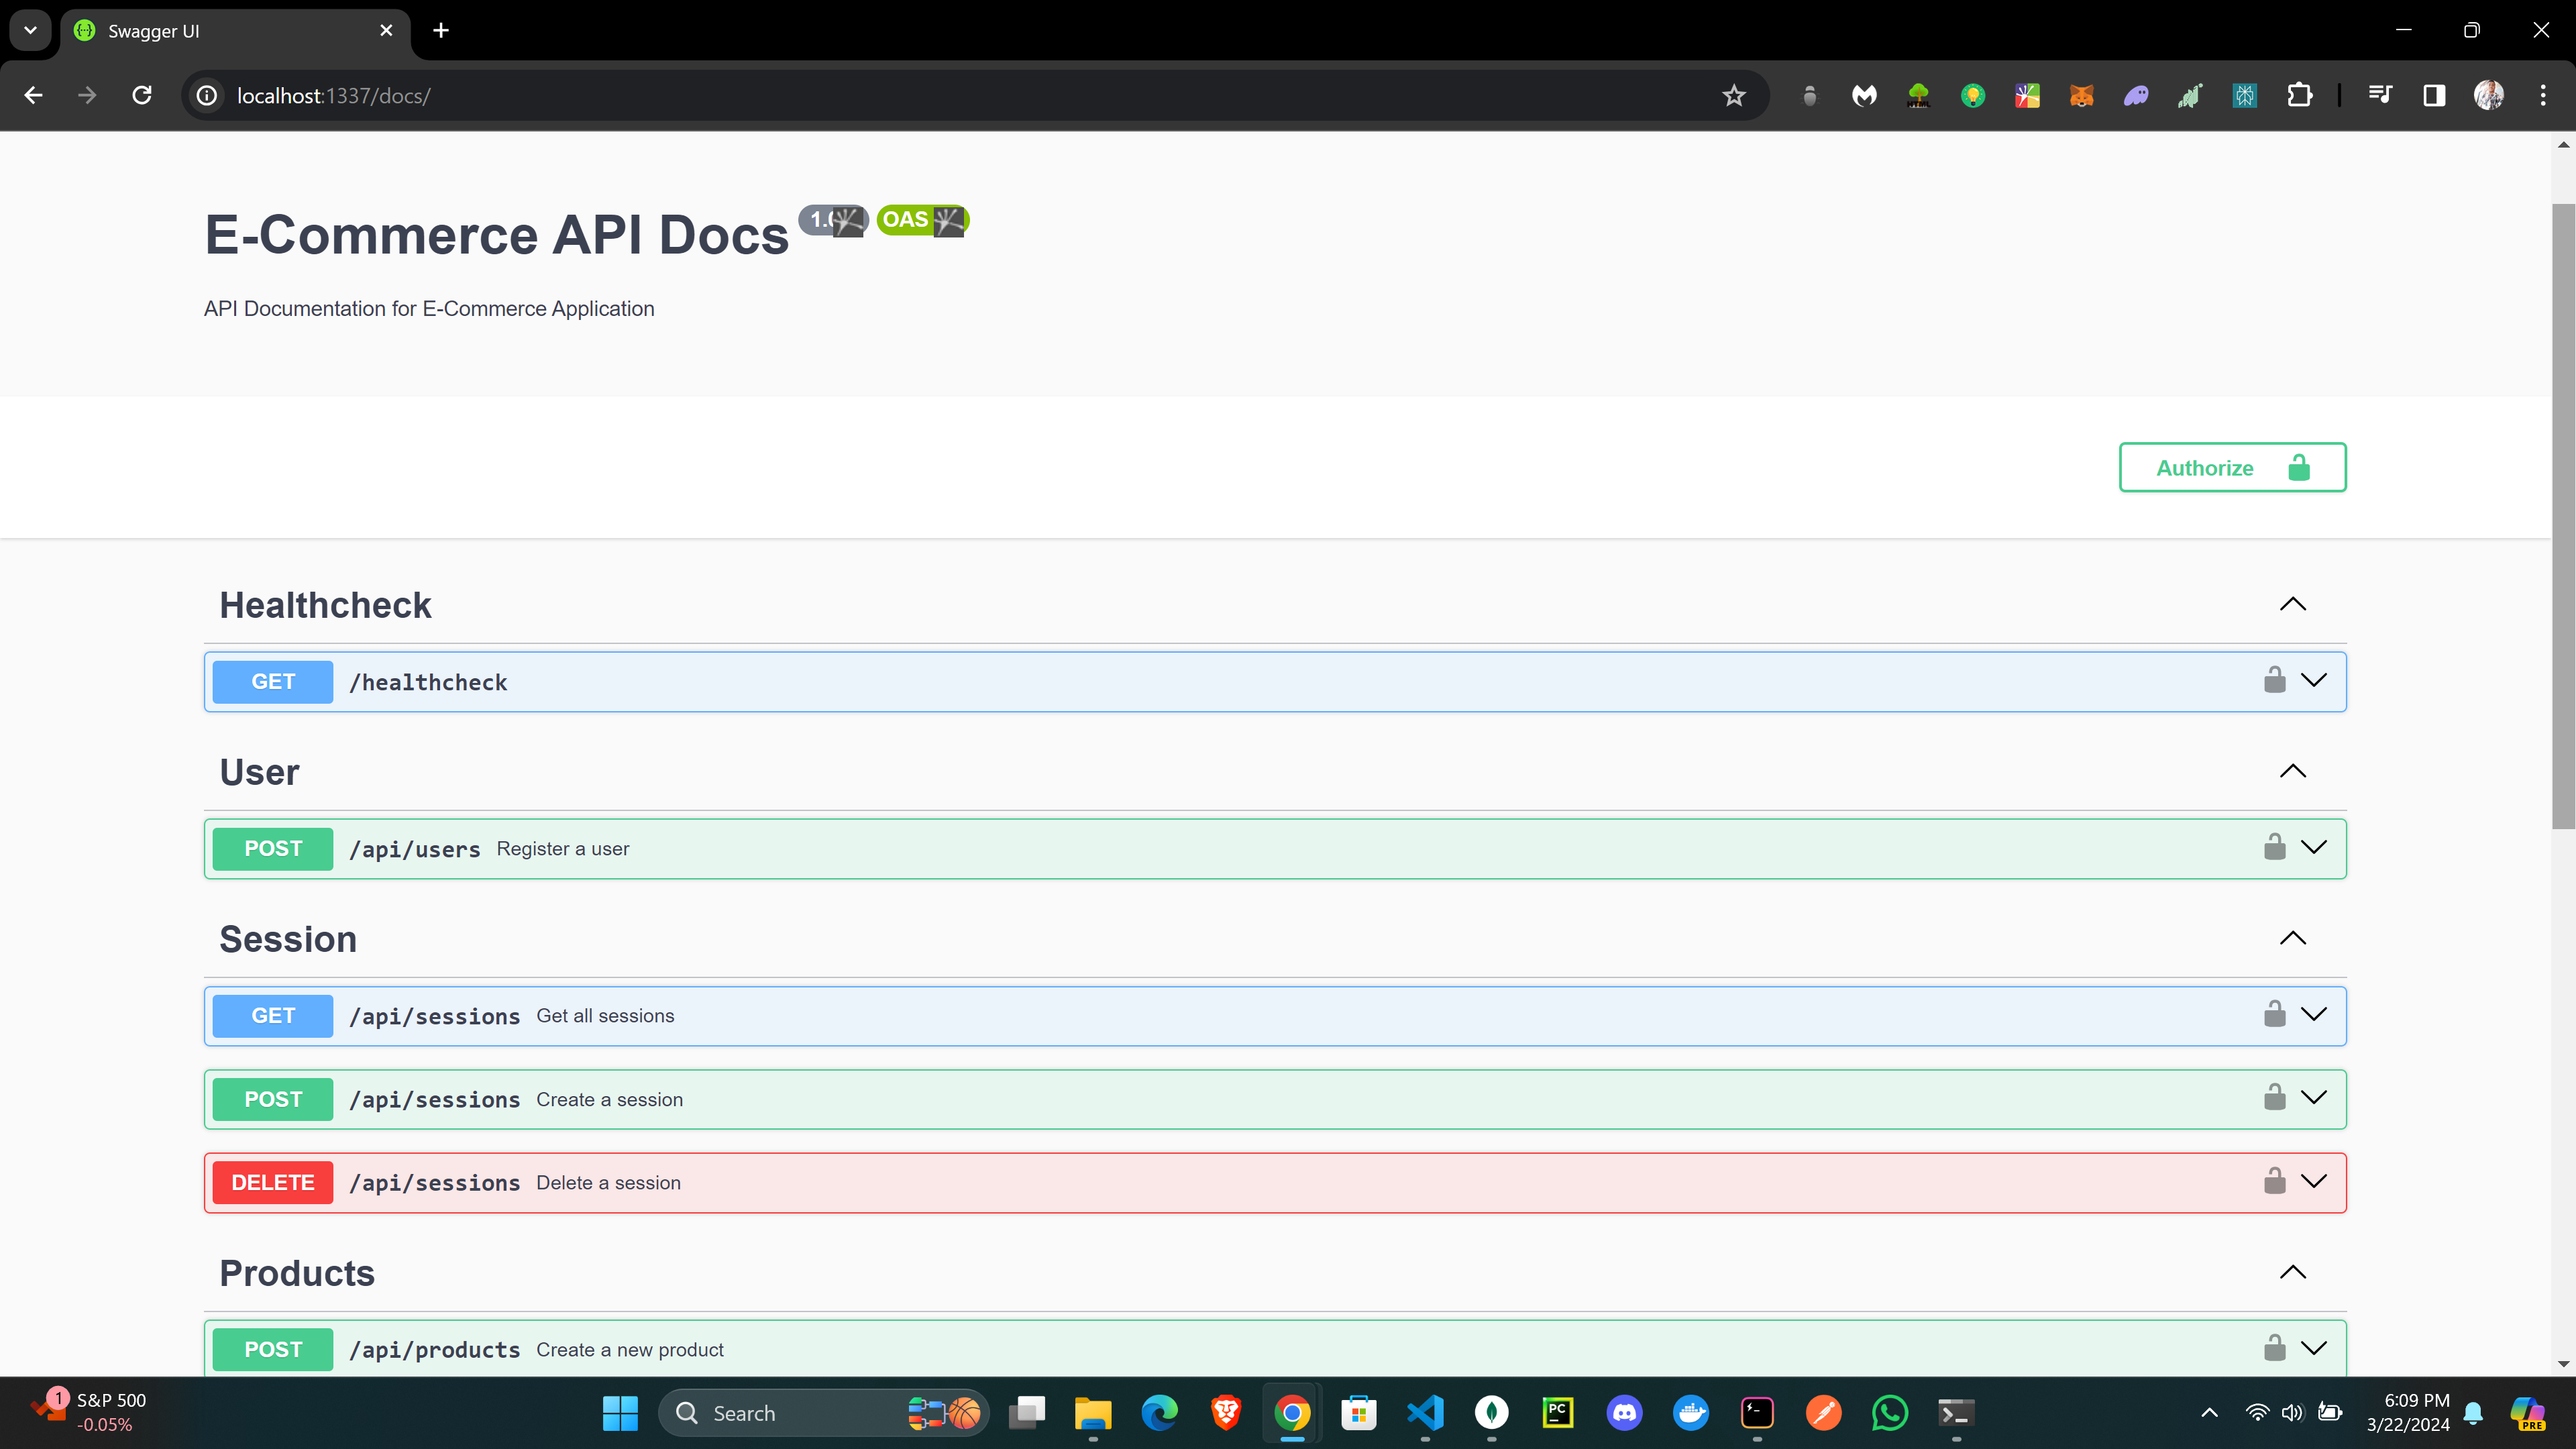 Swagger UI
localhost:1337/docs/
E-Commerce API Docs
OAS
API Documentation for E-Commerce Application
Authorize
Healthcheck
GET /healthcheck
User
POST /api/users Register a user
Session
GET /api/sessions Get all sessions
POST /api/sessions Create a session
DELETE /api/sessions Delete a session
Products
POST /api/products Create a new product
1 S&P 500
-0.05%
Search
PC
6:09 PM
3/22/2024
PRE